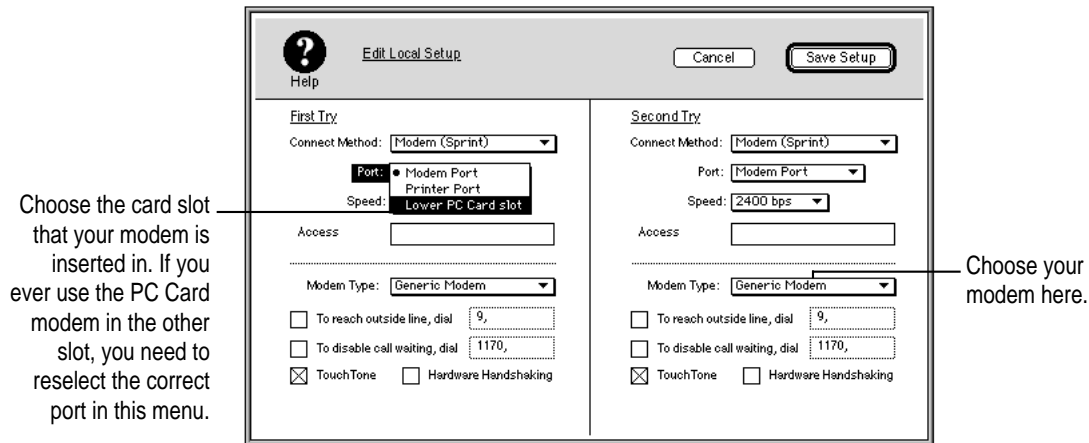 ?
Help
Edit Local Setup
Cancel
Save Setup
First Try
Connect Method: Modem (Sprint)
Port:
Modem Port
Printer Port
Lower PC Card slot
Speed:
Access
Modem Type: Generic Modem
To reach outside line, dial 9,
To disable call waiting, dial 1170,
TouchTone Hardware Handshaking
Second Try
Connect Method: Modem (Sprint)
Port: Modem Port
Speed: 2400 bps
Access
Modem Type: Generic Modem
To reach outside line, dial 9,
To disable call waiting, dial 1170,
TouchTone Hardware Handshaking
Choose the card slot
that your modem is
inserted in. If you
ever use the PC Card
modem in the other
slot, you need to
reselect the correct
port in this menu.
Choose your
modem here.